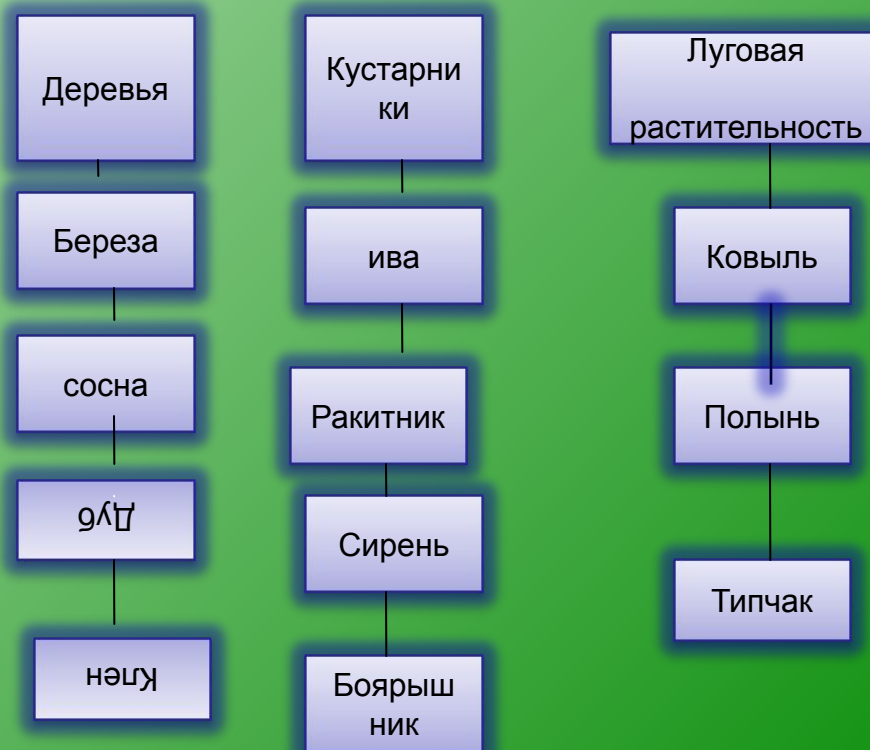 Деревья
Береза
сосна
Дуб
Клен
Кустарни
ки
ива
Ракитник
Сирень
Боярыш
ник
Луговая
растительность
Ковыль
Полынь
Типчак